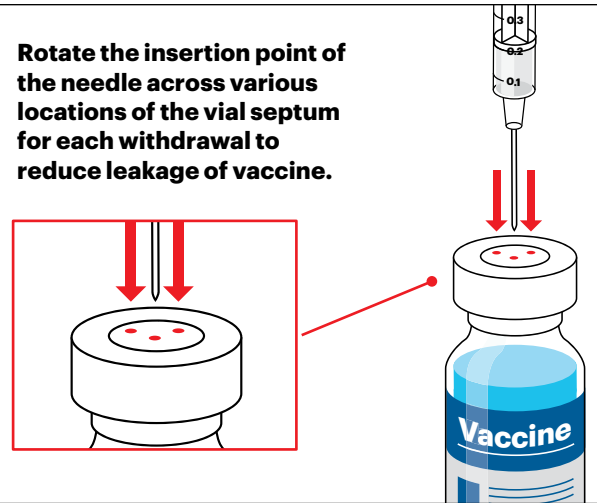 Rotate the insertion point of
the needle across various
locations of the vial septum
for each withdrawal to
reduce leakage of vaccine.
0.3
0.2
0.1
Vaccine